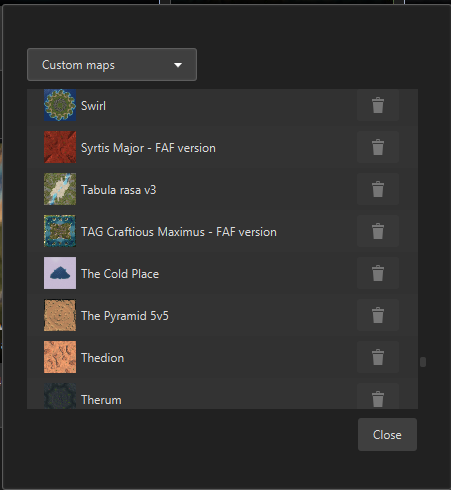 Custom maps
Swirl
Syrtis Major - FAF version
Tabula rasa v3
TAG Craftious Maximus - FAF version
The Cold Place
The Pyramid 5v5
Thedion
Therum
Close